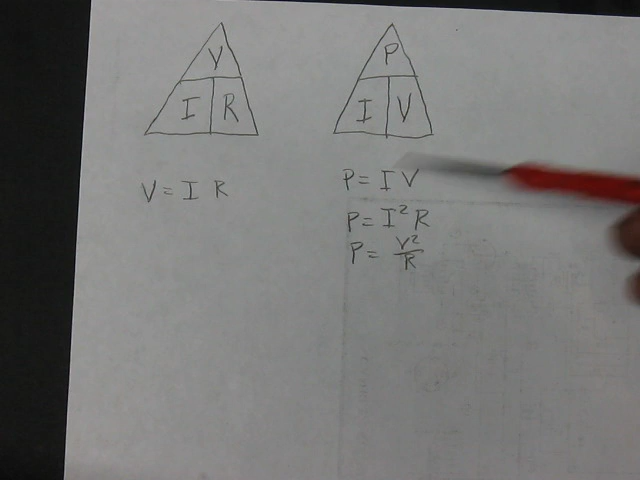 V
I R
V = I R
P
I V
P = I V
P = I² R
P = V²/R